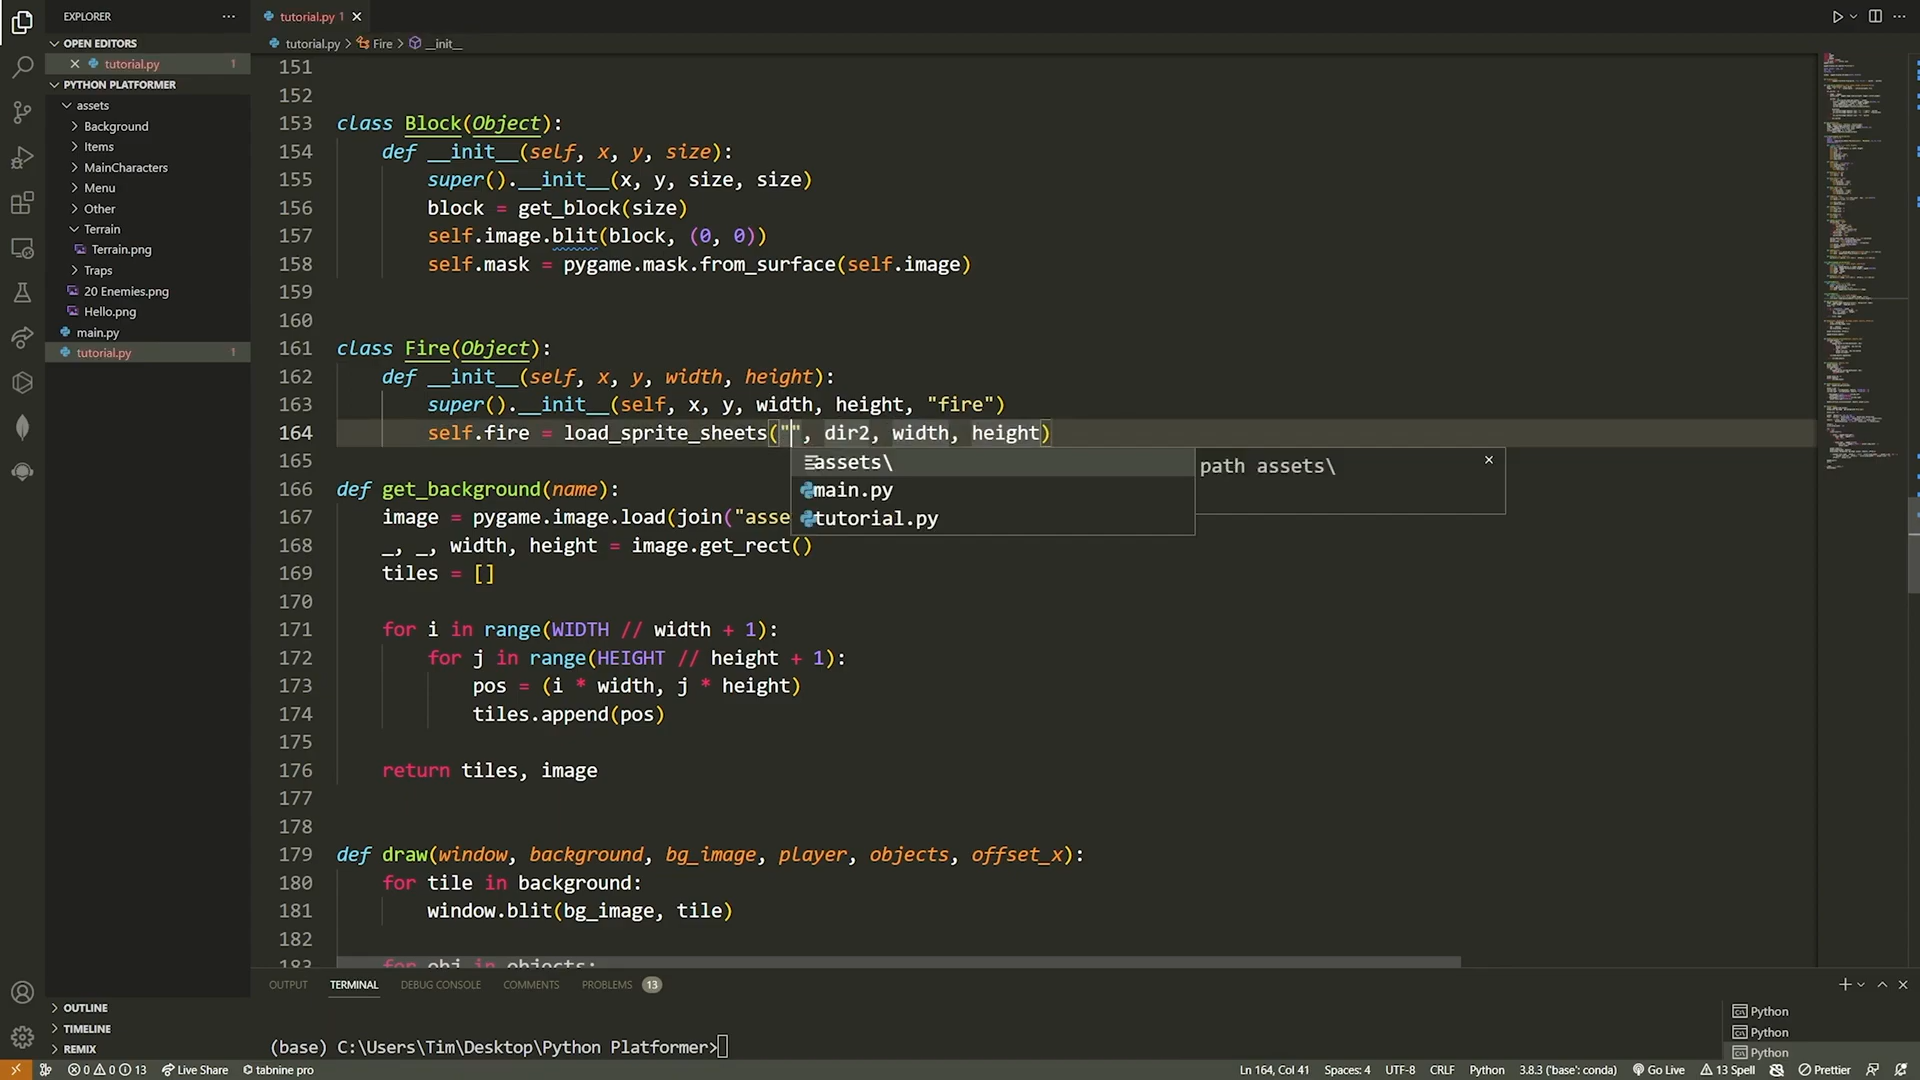 EXPLORER
OPEN EDITORS
tutorial.py 1
PYTHON PLATFORMER
assets
Background
Items
MainCharacters
Menu
Other
Terrain
Terrain.png
Traps
20 Enemies.png
Hello.png
main.py
tutorial.py 1
OUTLINE
TIMELINE
REMIX
tutorial.py 1
tutorial.py > Fire > __init__
151
152
153 class Block(Object):
154 def __init__(self, x, y, size):
155 super().__init__(x, y, size, size)
156 block = get_block(size)
157 self.image.blit(block, (0, 0))
158 self.mask = pygame.mask.from_surface(self.image)
159
160
161 class Fire(Object):
162 def __init__(self, x, y, width, height):
163 super().__init__(self, x, y, width, height, "fire")
164 self.fire = load_sprite_sheets("", dir2, width, height)
165
assets\
path assets\
main.py
tutorial.py
166 def get_background(name):
167 image = pygame.image.load(join("asse
168 _, _, width, height = image.get_rect()
169 tiles = []
170
171 for i in range(WIDTH // width + 1):
172 for j in range(HEIGHT // height + 1):
173 pos = (i * width, j * height)
174 tiles.append(pos)
175
176 return tiles, image
177
178
179 def draw(window, background, bg_image, player, objects, offset_x):
180 for tile in background:
181 window.blit(bg_image, tile)
182
183 for obj in objects:
OUTPUT TERMINAL DEBUG CONSOLE COMMENTS PROBLEMS 13
(base) C:\Users\Tim\Desktop\Python Platformer>
Python
Python
Python
0 0 13 Live Share tabnine pro Ln 164, Col 41 Spaces: 4 UTF-8 CRLF Python 3.8.3 ('base': conda) Go Live 13 Spell Prettier